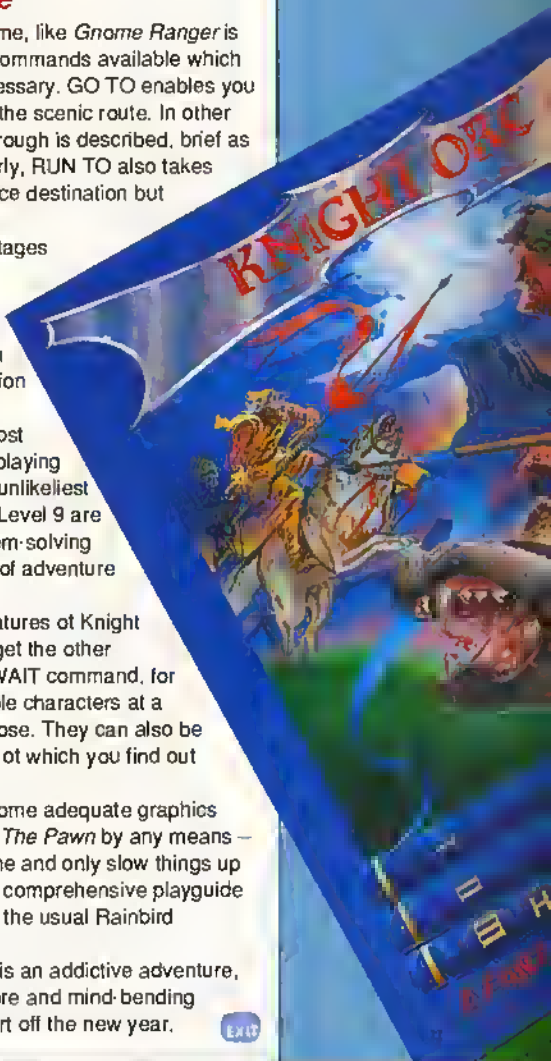 me, like Gnome Ranger is
ommands available which
essary. GO TO enables you
the scenic route. In other
rough is described, brief as
rly, RUN TO also takes
ce destination but
tages
ion
ost
playing
unlikeliest
Level 9 are
em-solving
of adventure
atures of Knight
get the other
WAIT command, for
le characters at a
ose. They can also be
ot which you find out
ome adequate graphics
The Pawn by any means –
ne and only slow things up
comprehensive playguide
the usual Rainbird
is an addictive adventure,
ore and mind-bending
rt off the new year.
EXIT
KNIGHT ORC